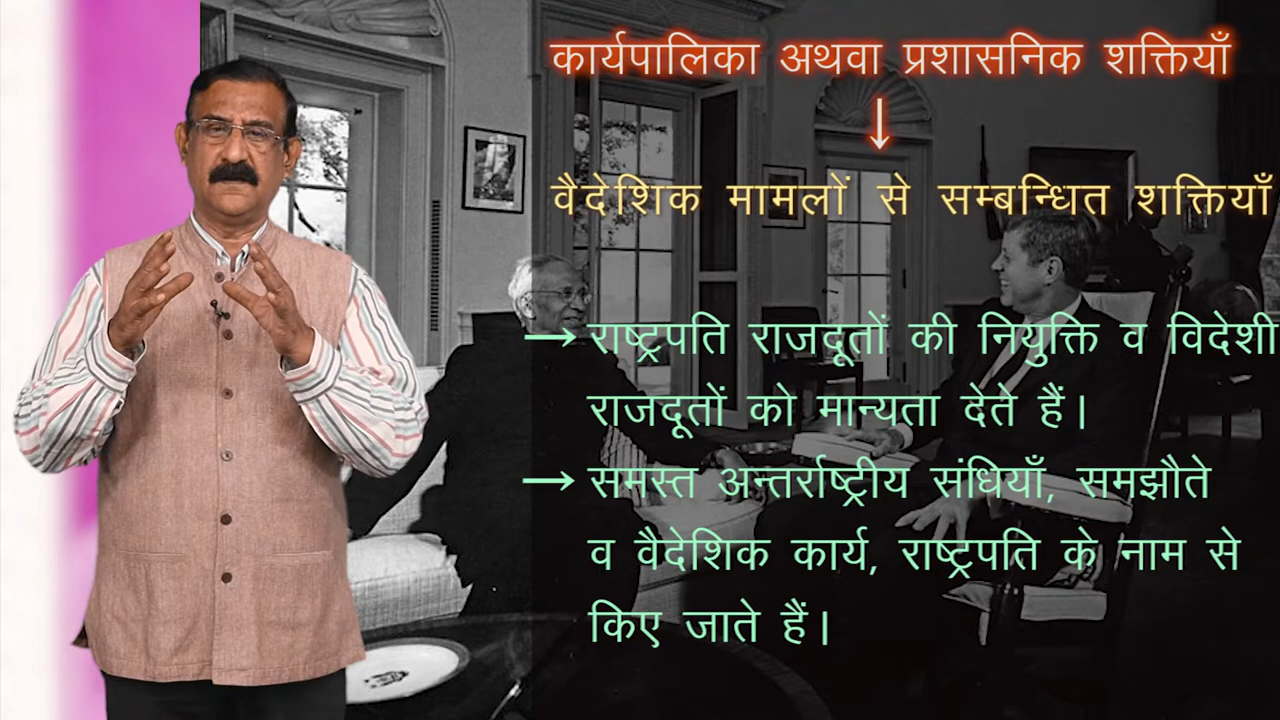 कार्यपालिका अथवा प्रशासनिक शक्तियाँ
↓
वैदेशिक मामलों से सम्बन्धित शक्तियाँ
→ राष्ट्रपति राजदूतों की नियुक्ति व विदेशी
राजदूतों को मान्यता देते हैं।
→ समस्त अन्तर्राष्ट्रीय संधियाँ, समझौते
व वैदेशिक कार्य, राष्ट्रपति के नाम से
किए जाते हैं।